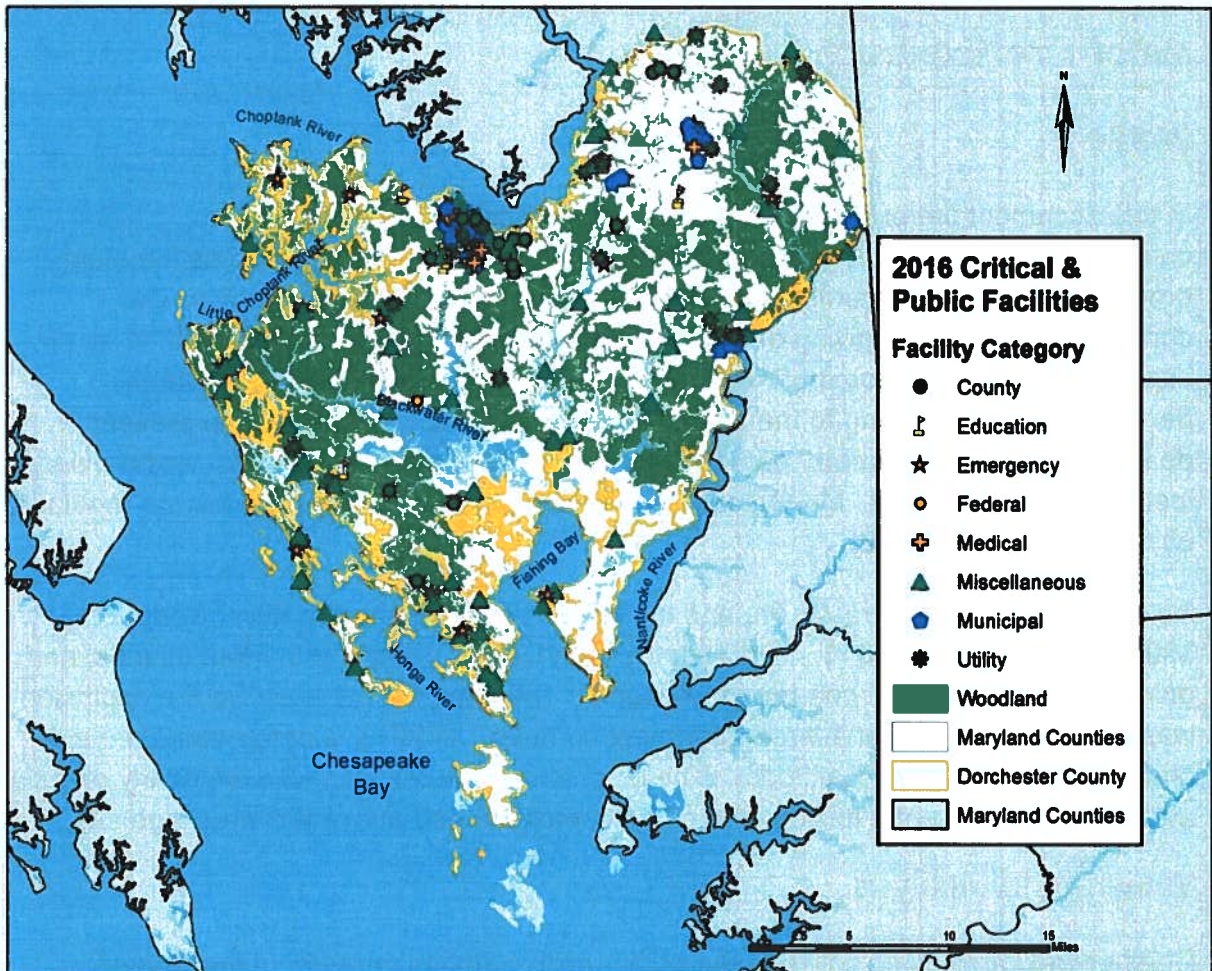 N
Choptank River
Little Choptank River
Blackwater River
Fishing Bay
Nanticoke River
Honga River
Chesapeake
Bay
2016 Critical &
Public Facilities
Facility Category
County
Education
Emergency
Federal
Medical
Miscellaneous
Municipal
Utility
Woodland
Maryland Counties
Dorchester County
Maryland Counties
2.5 5 10 15
Miles